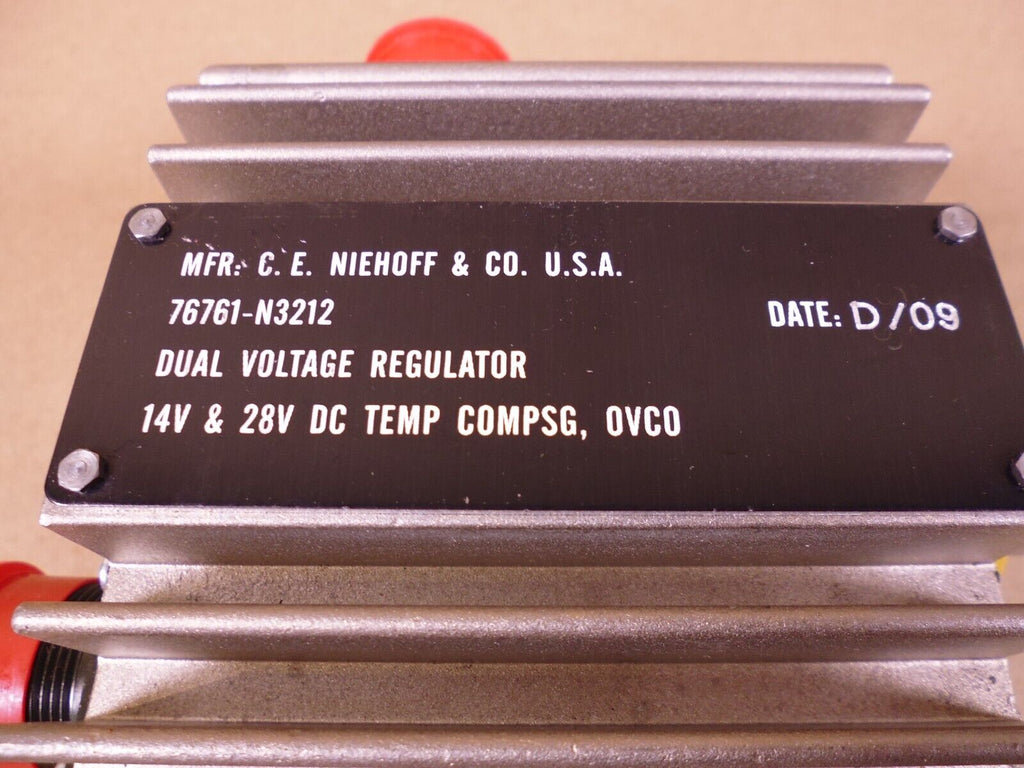 MFR: C. E. NIEHOFF & CO. U.S.A.
76761-N3212 DATE: D/09
DUAL VOLTAGE REGULATOR
14V & 28V DC TEMP COMPSG, OVCO